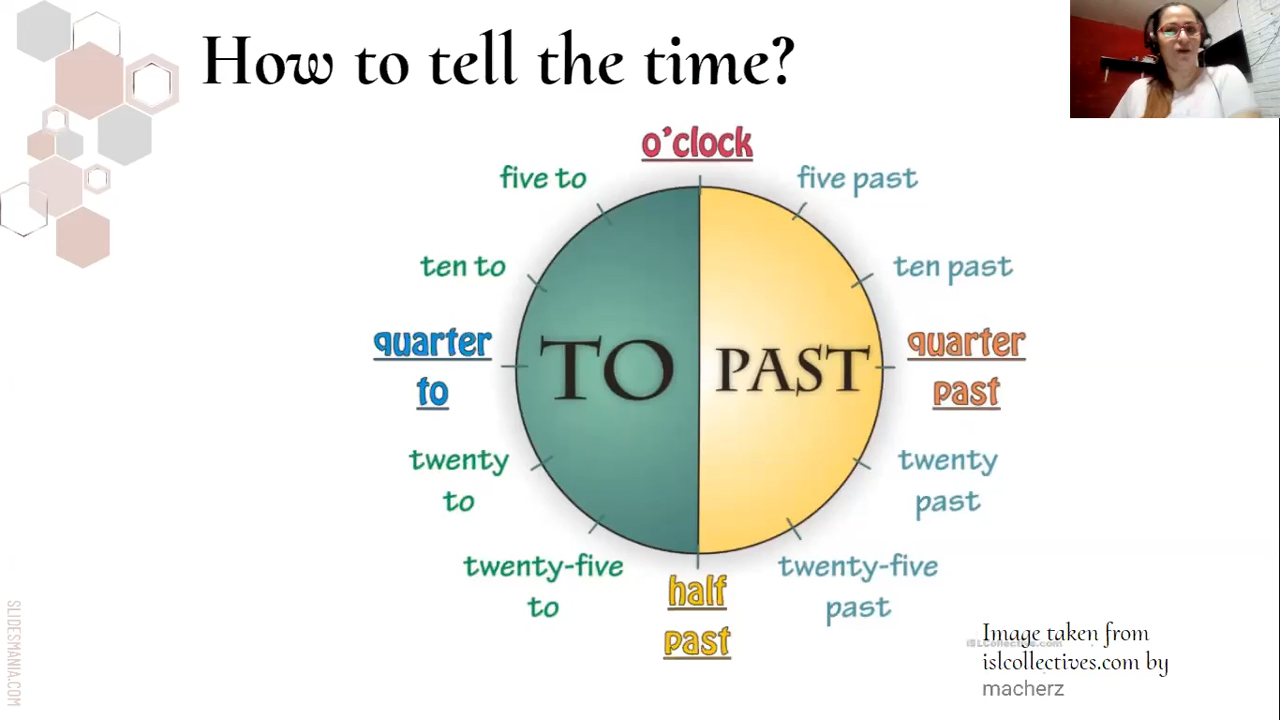 How to tell the time?
o'clock
five to
five past
ten to
ten past
quarter
to
TO
PAST
quarter
past
twenty
to
twenty
past
twenty-five
to
half
past
twenty-five
past
iSLCollective.com
Image taken from
islcollectives.com by
macherz
SLIDESMANIA.COM